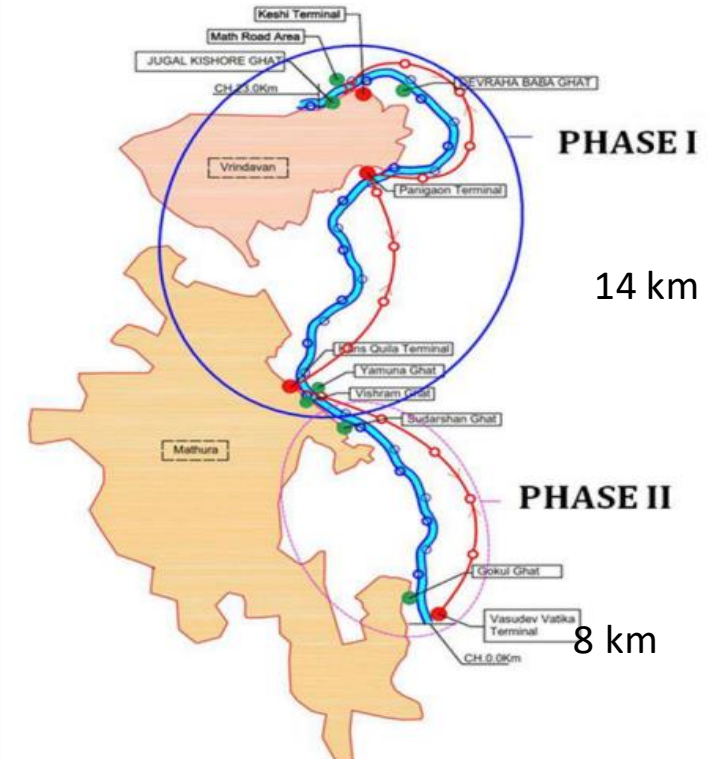 Keshi Terminal
Math Road Area
JUGAL KISHORE GHAT
DEVRAHA BABA GHAT
CH:23.0Km
PHASE I
Vrindavan
Panigaon Terminal
14 km
Kans Quila Terminal
Yamuna Ghat
Vishram Ghat
Sudarshan Ghat
Mathura
PHASE II
Gokul Ghat
Vasudev Vatika
Terminal
8 km
CH:0.0Km